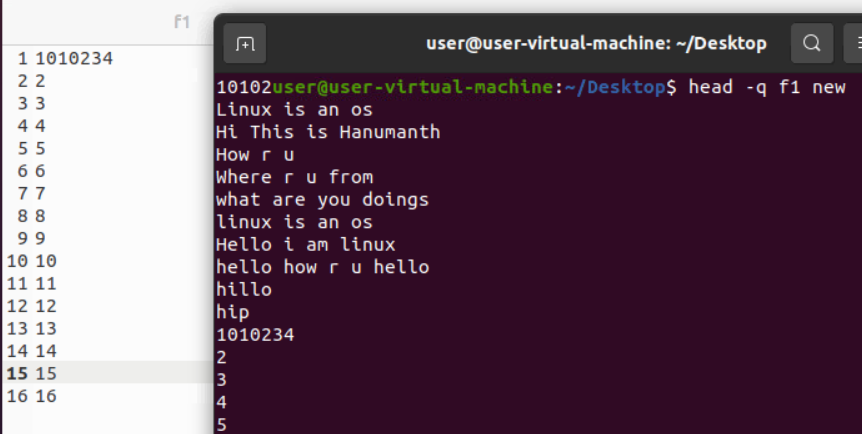 f1
1 1010234
2 2
3 3
4 4
5 5
6 6
7 7
8 8
9 9
10 10
11 11
12 12
13 13
14 14
15 15
16 16
user@user-virtual-machine: ~/Desktop
10102user@user-virtual-machine:~/Desktop$ head -q f1 new
Linux is an os
Hi This is Hanumanth
How r u
Where r u from
what are you doings
linux is an os
Hello i am linux
hello how r u hello
hillo
hip
1010234
2
3
4
5